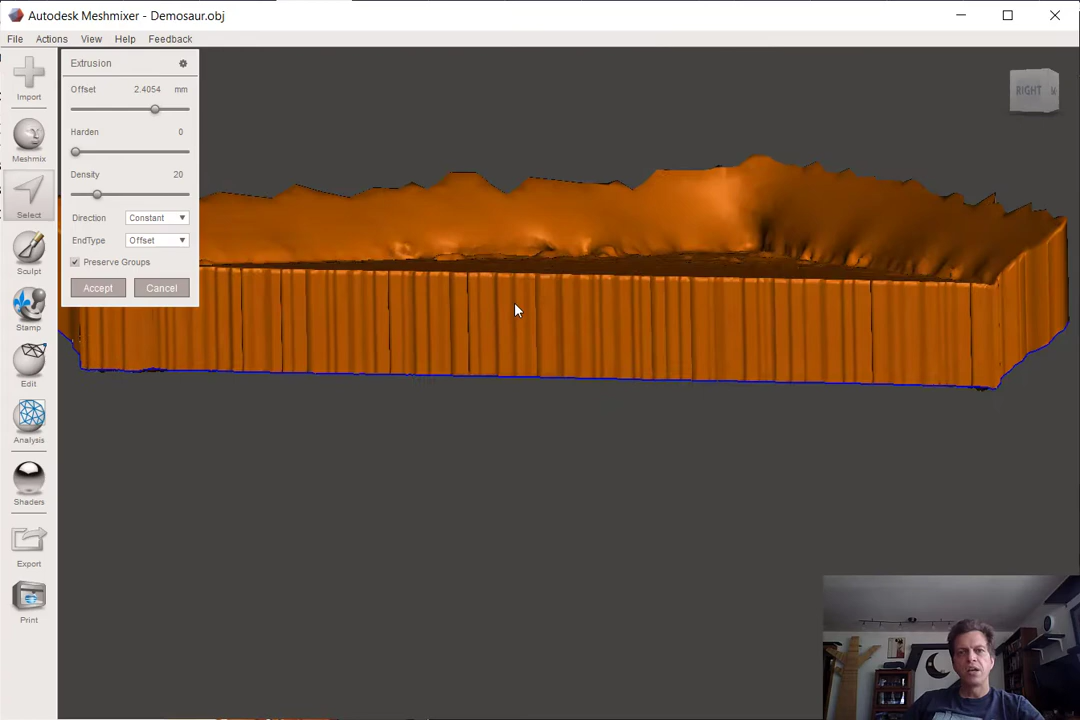 Autodesk Meshmixer - Demosaur.obj
File Actions View Help Feedback
Import
Meshmix
Select
Sculpt
Stamp
Edit
Analysis
Shaders
Export
Print
Extrusion
Offset 2.4054 mm
Harden 0
Density 20
Direction Constant
EndType Offset
Preserve Groups
Accept Cancel
RIGHT